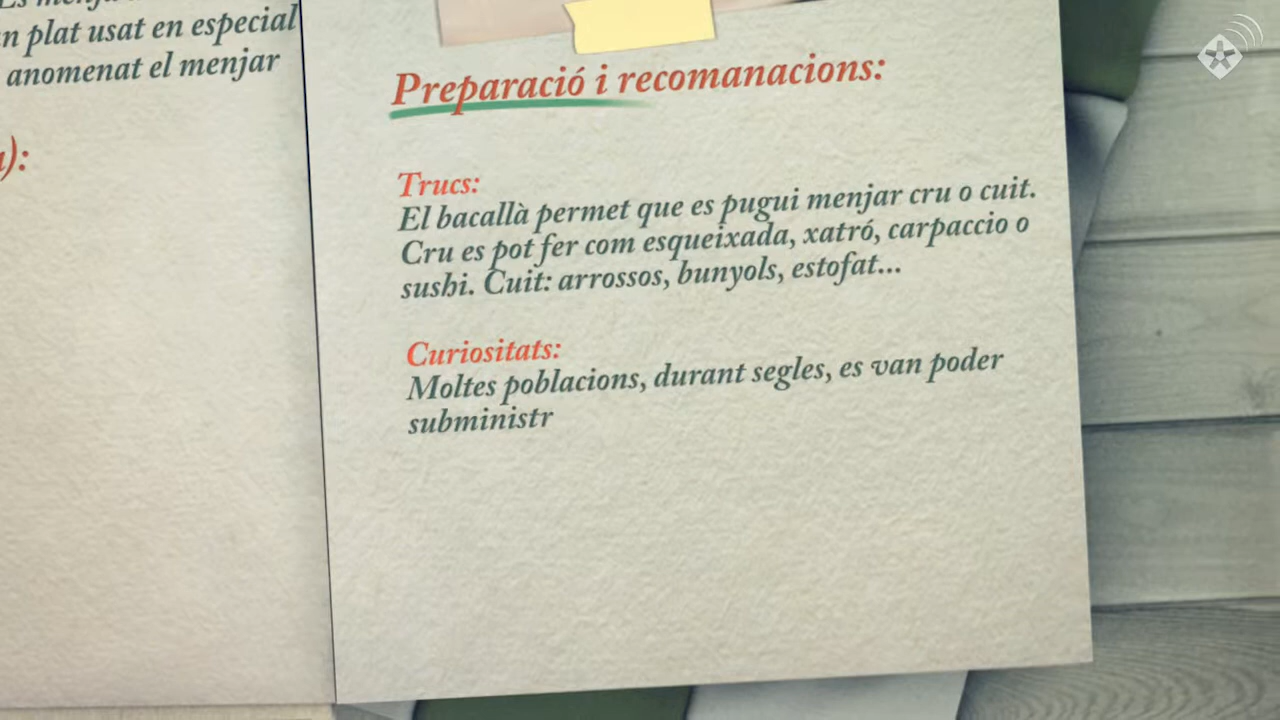 n plat usat en especial
anomenat el menjar
):
Preparació i recomanacions:
Trucs:
El bacallà permet que es pugui menjar cru o cuit.
Cru es pot fer com esqueixada, xatró, carpaccio o
sushi. Cuit: arrossos, bunyols, estofat...
Curiositats:
Moltes poblacions, durant segles, es van poder
subministr